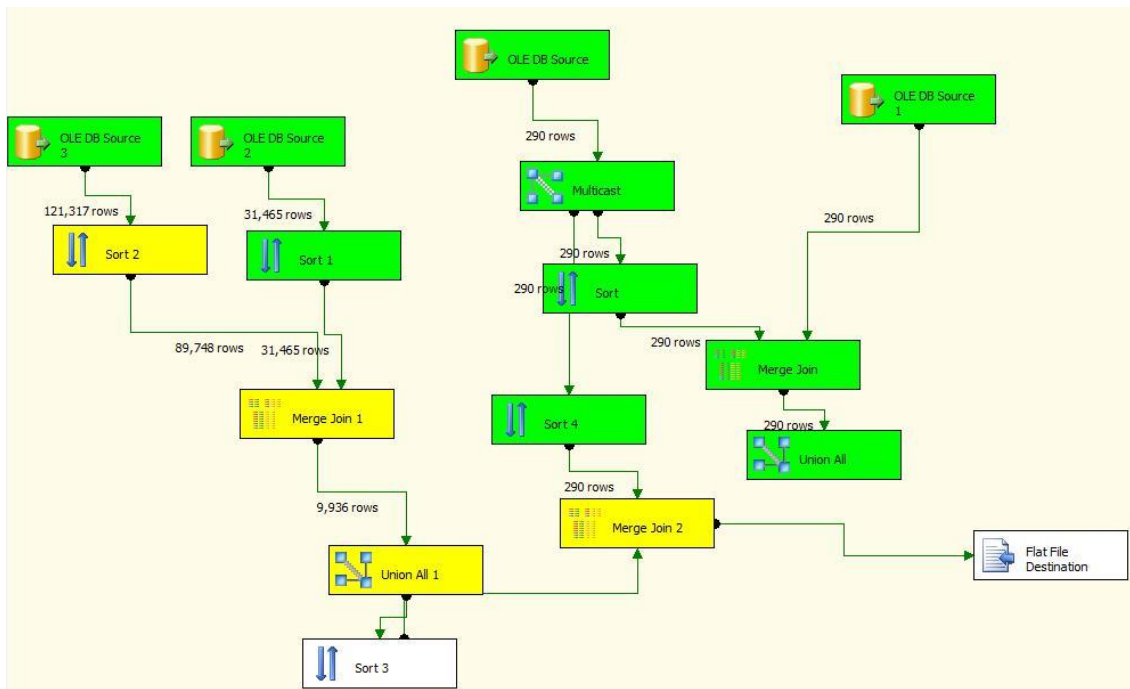 OLE DB Source
OLE DB Source
1
OLE DB Source
3
OLE DB Source
2
290 rows
Multicast
121,317 rows
31,465 rows
290 rows
Sort 2
Sort 1
290 rows
290 rows
Sort
89,748 rows
31,465 rows
290 rows
Merge Join
Merge Join 1
Sort 4
290 rows
Union All
290 rows
9,936 rows
Merge Join 2
Flat File
Destination
Union All 1
Sort 3